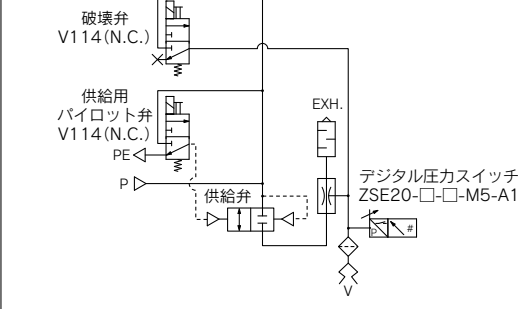 破壊弁
V114(N.C.)
供給用
パイロット弁
V114(N.C.)
PE
P
供給弁
EXH.
デジタル圧力スイッチ
ZSE20-□-□-M5-A1
P
#
V